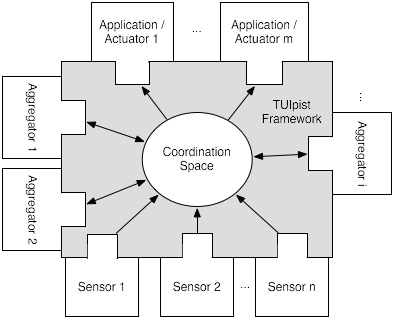 Application /
Actuator 1
...
Application /
Actuator m
TUIpist
Framework
...
Aggregator 1
Coordination
Space
Aggregator i
Aggregator 2
Sensor 1
Sensor 2
...
Sensor n